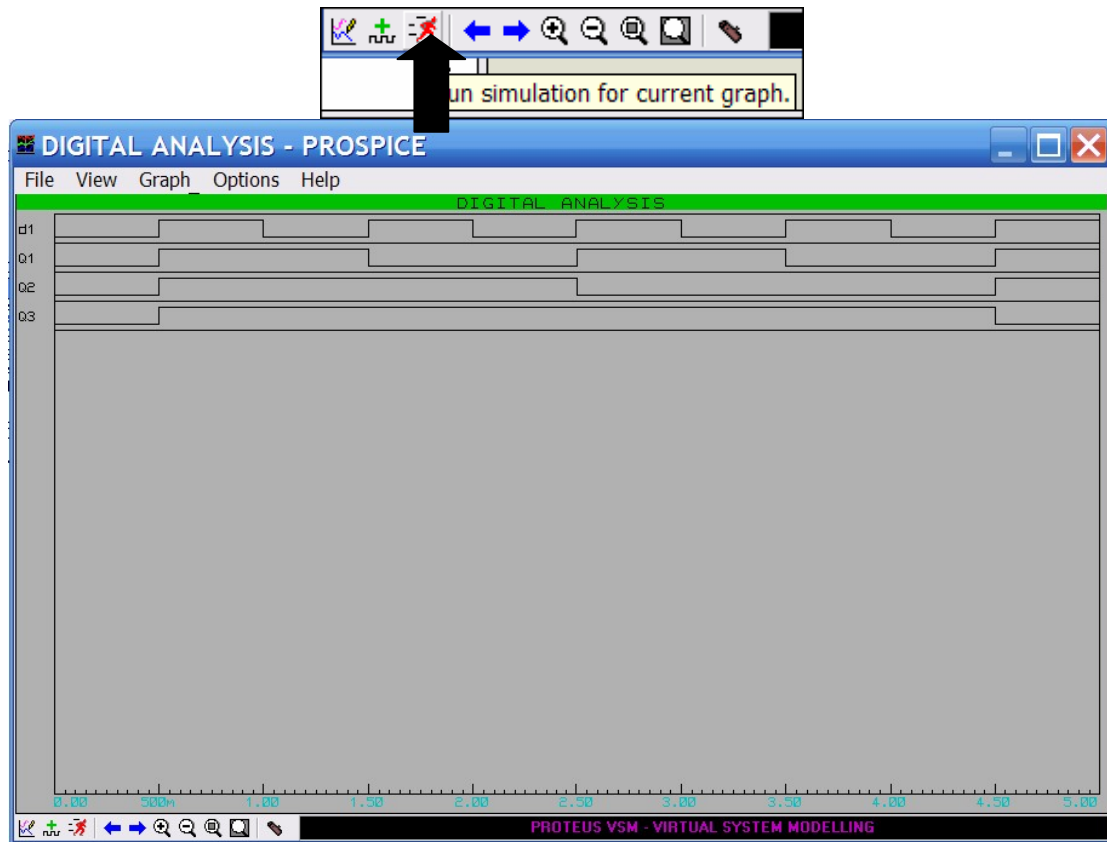 un simulation for current graph.
DIGITAL ANALYSIS - PROSPICE
File View Graph Options Help
DIGITAL ANALYSIS
d1
Q1
Q2
Q3
0.00 500m 1.00 1.50 2.00 2.50 3.00 3.50 4.00 4.50 5.00
PROTEUS VSM - VIRTUAL SYSTEM MODELLING